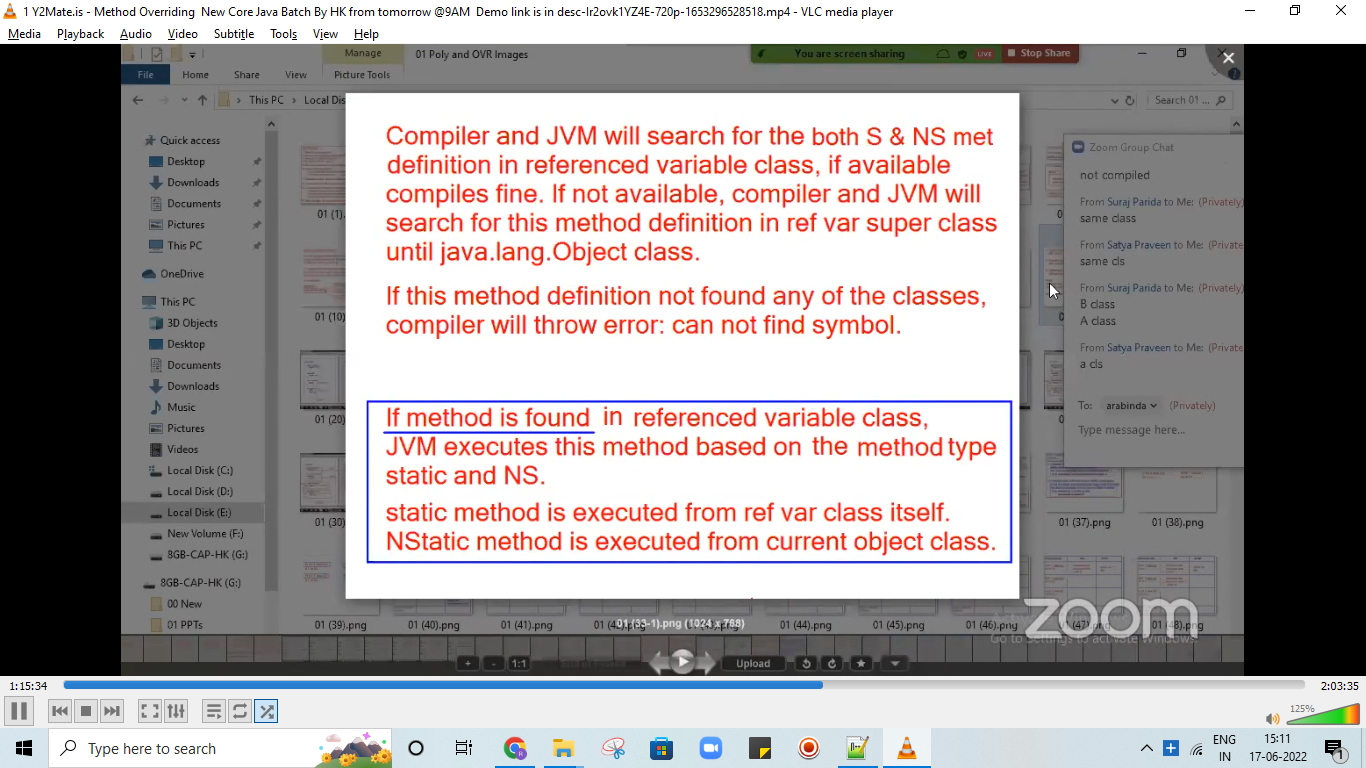 1 Y2Mate.is - Method Overriding New Core Java Batch By HK from tomorrow @9AM Demo link is in desc-lr2ovk1YZ4E-720p-1653296528518.mp4 - VLC media player
Media Playback Audio Video Subtitle Tools View Help
Manage 01 Poly and OVR Images You are screen sharing LIVE Stop Share
File Home Share View Picture Tools
This PC Local Dis Search 01 ...
Quick access
Desktop
Downloads
Documents
Pictures
This PC
OneDrive
This PC
3D Objects
Desktop
Documents
Downloads
Music
Pictures
Videos
Local Disk (C:)
Local Disk (D:)
Local Disk (E:)
New Volume (F:)
8GB-CAP-HK (G:)
8GB-CAP-HK (G:)
00 New
01 PPTs
01 (1).
01 (10)
01 (20)
01 (30)
Compiler and JVM will search for the both S & NS met
definition in referenced variable class, if available
compiles fine. If not available, compiler and JVM will
search for this method definition in ref var super class
until java.lang.Object class.
If this method definition not found any of the classes,
compiler will throw error: can not find symbol.
If method is found in referenced variable class,
JVM executes this method based on the method type
static and NS.
static method is executed from ref var class itself.
NStatic method is executed from current object class.
Zoom Group Chat
not compiled
From Suraj Parida to Me: (Privately)
same class
From Satya Praveen to Me: (Private
same cls
From Suraj Parida to Me: (Privately)
B class
A class
From Satya Praveen to Me: (Private
a cls
To: arabinda (Privately)
Type message here...
01 (37).png 01 (38).png
01 (39).png 01 (40).png 01 (41).png 01 (44).png 01 (45).png 01 (46).png 01 (47).png 01 (48).png
01 (33-1).png (1024 x 768)
zoom
Go to Settings to activate Windows.
+ - 1:1 Upload
1:15:34 2:03:35
125%
Type here to search
ENG
IN
15:11
17-06-2022
1